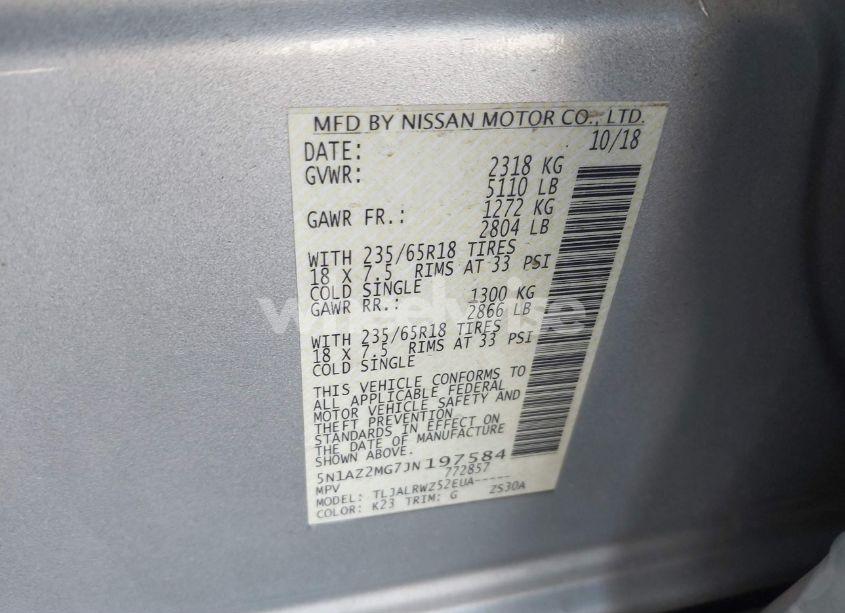 MFD BY NISSAN MOTOR CO., LTD.
DATE: 10/18
GVWR: 2318 KG
5110 LB
GAWR FR.: 1272 KG
2804 LB
WITH 235/65R18 TIRES
18 X 7.5 RIMS AT 33 PSI
COLD SINGLE
GAWR RR.: 1300 KG
2866 LB
WITH 235/65R18 TIRES
18 X 7.5 RIMS AT 33 PSI
COLD SINGLE
THIS VEHICLE CONFORMS TO
ALL APPLICABLE FEDERAL
MOTOR VEHICLE SAFETY AND
THEFT PREVENTION
STANDARDS IN EFFECT ON
THE DATE OF MANUFACTURE
SHOWN ABOVE.
5N1AZ2MG7JN197584
MPV 772857
MODEL: TLJALRWZ52EUA-----
COLOR: K23 TRIM: G ZS30A
wheelwise